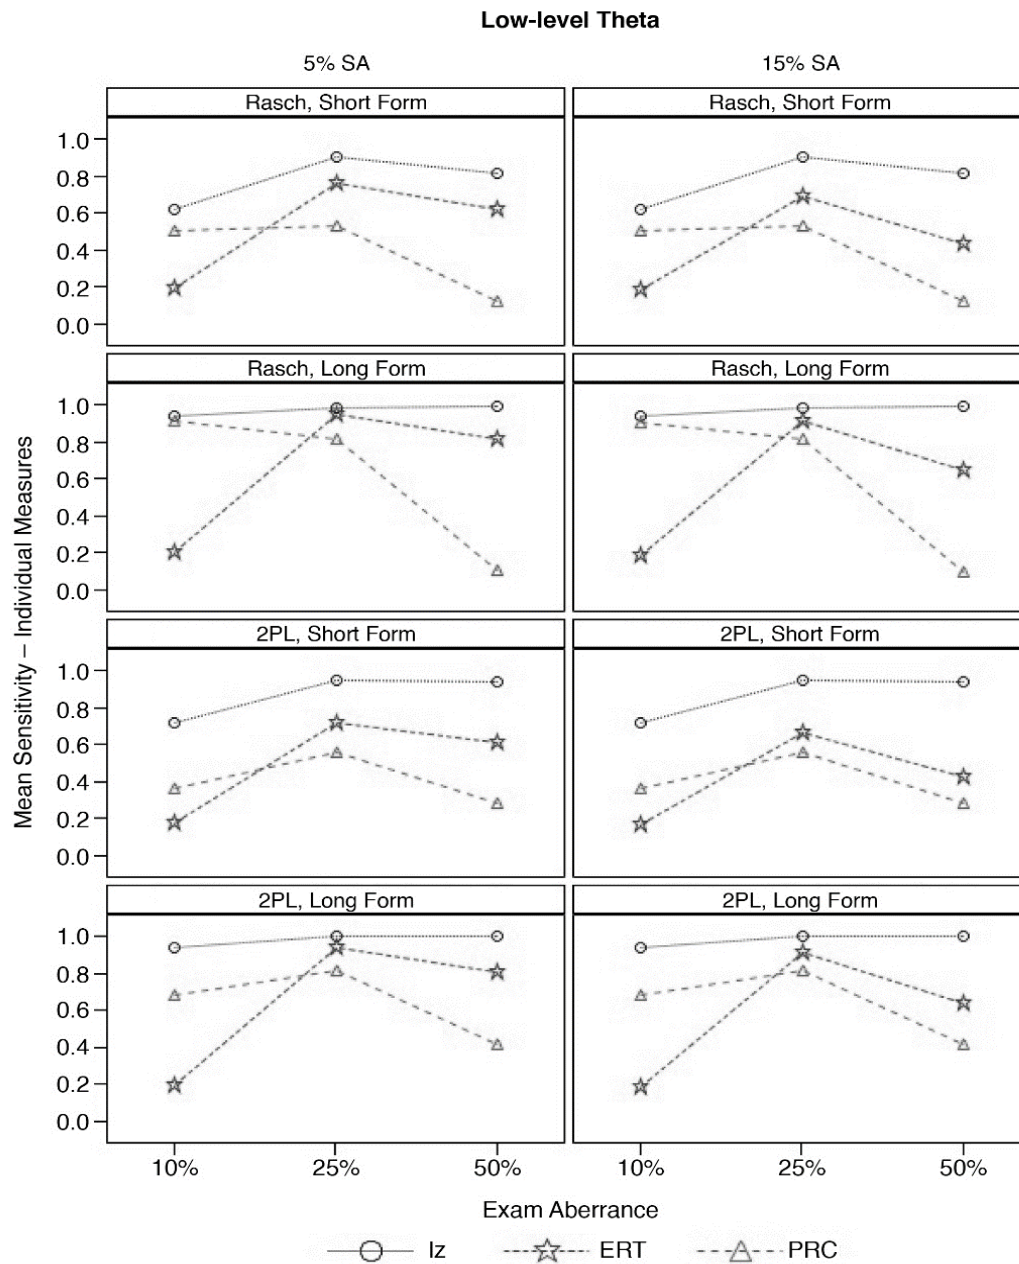 Low-level Theta
5% SA
15% SA
Rasch, Short Form
Rasch, Short Form
1.0
0.8
0.6
0.4
0.2
0.0
Rasch, Long Form
Rasch, Long Form
1.0
0.8
0.6
0.4
0.2
0.0
2PL, Short Form
2PL, Short Form
1.0
0.8
0.6
0.4
0.2
0.0
2PL, Long Form
2PL, Long Form
1.0
0.8
0.6
0.4
0.2
0.0
Mean Sensitivity – Individual Measures
10% 25% 50%
10% 25% 50%
Exam Aberrance
lz ERT PRC